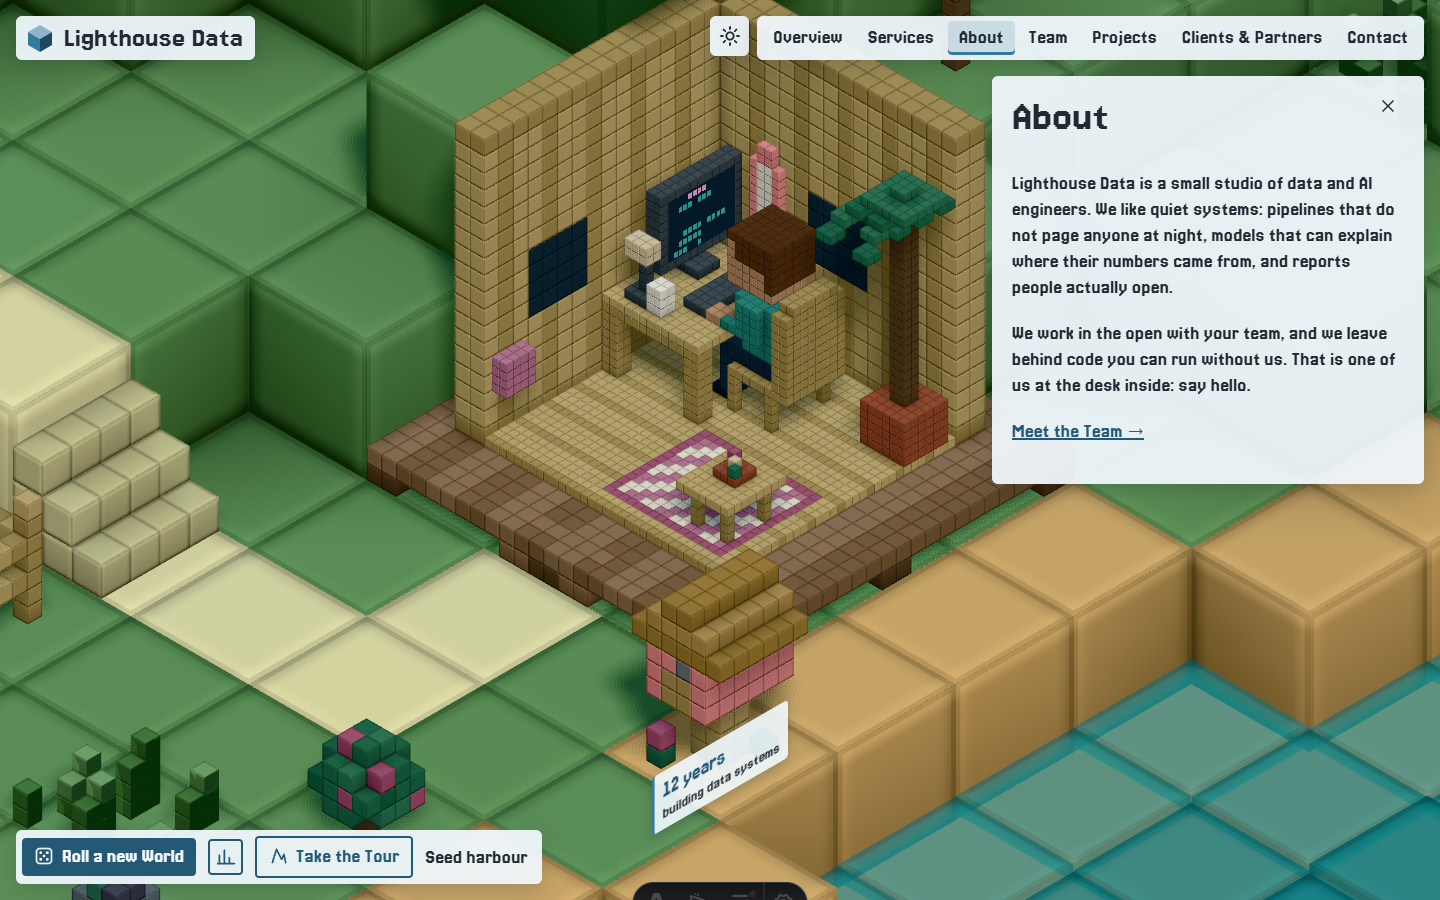 Lighthouse Data
Overview Services About Team Projects Clients & Partners Contact
About
Lighthouse Data is a small studio of data and AI
engineers. We like quiet systems: pipelines that do
not page anyone at night, models that can explain
where their numbers came from, and reports
people actually open.
We work in the open with your team, and we leave
behind code you can run without us. That is one of
us at the desk inside: say hello.
Meet the Team →
12 years
building data systems
Roll a new World
Take the Tour
Seed harbour